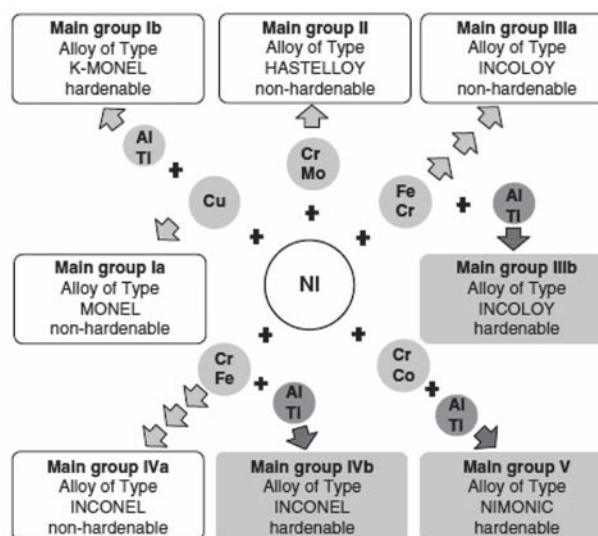 Main group Ib
Alloy of Type
K-MONEL
hardenable
Main group II
Alloy of Type
HASTELLOY
non-hardenable
Main group IIIa
Alloy of Type
INCOLOY
non-hardenable
Al
TI
+
Cu
+
Cr
Mo
+
Fe
Cr
+
+
Al
TI
Main group Ia
Alloy of Type
MONEL
non-hardenable
NI
Main group IIIb
Alloy of Type
INCOLOY
hardenable
+
Cr
Fe
+
Al
TI
+
Cr
Co
+
Al
TI
Main group IVa
Alloy of Type
INCONEL
non-hardenable
Main group IVb
Alloy of Type
INCONEL
hardenable
Main group V
Alloy of Type
NIMONIC
hardenable